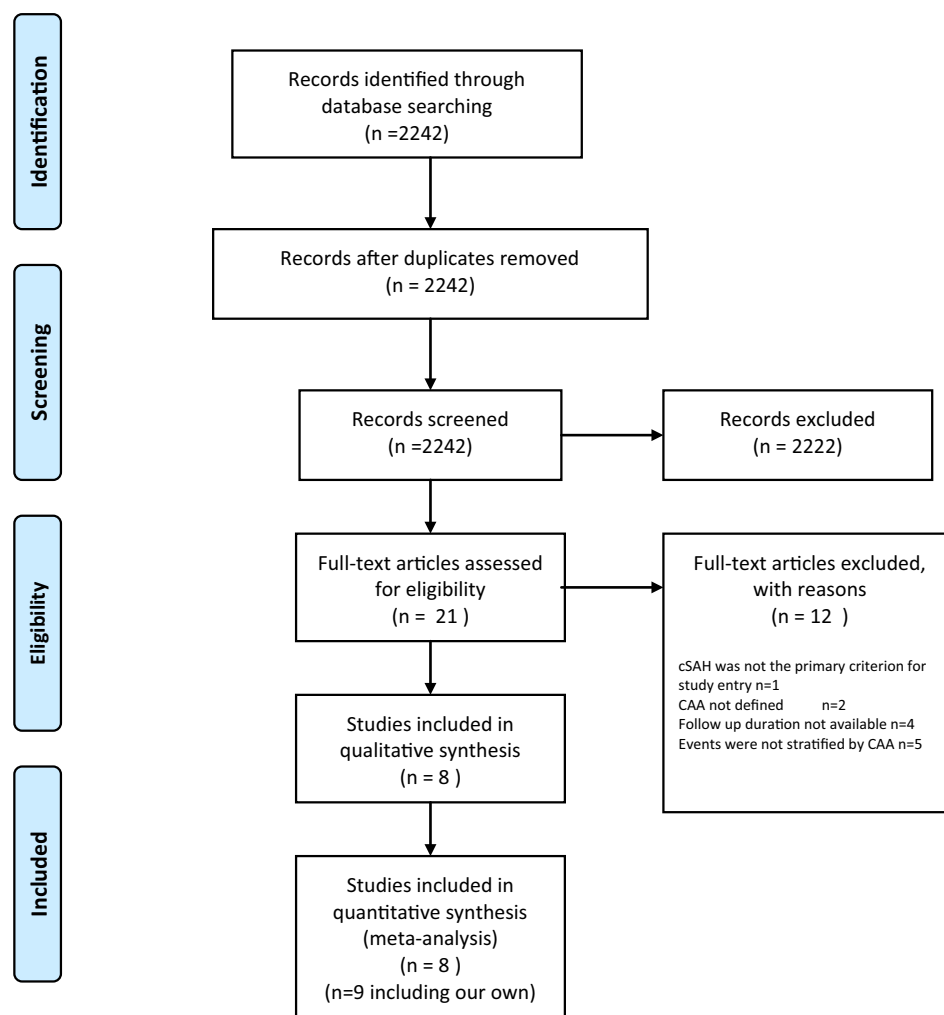 Identification
Records identified through
database searching
(n =2242)
Records after duplicates removed
(n = 2242)
Screening
Records screened
(n =2242)
Records excluded
(n = 2222)
Eligibility
Full-text articles assessed
for eligibility
(n = 21 )
Full-text articles excluded,
with reasons
(n = 12 )
cSAH was not the primary criterion for
study entry n=1
CAA not defined n=2
Follow up duration not available n=4
Events were not stratified by CAA n=5
Studies included in
qualitative synthesis
(n = 8 )
Included
Studies included in
quantitative synthesis
(meta-analysis)
(n = 8 )
(n=9 including our own)